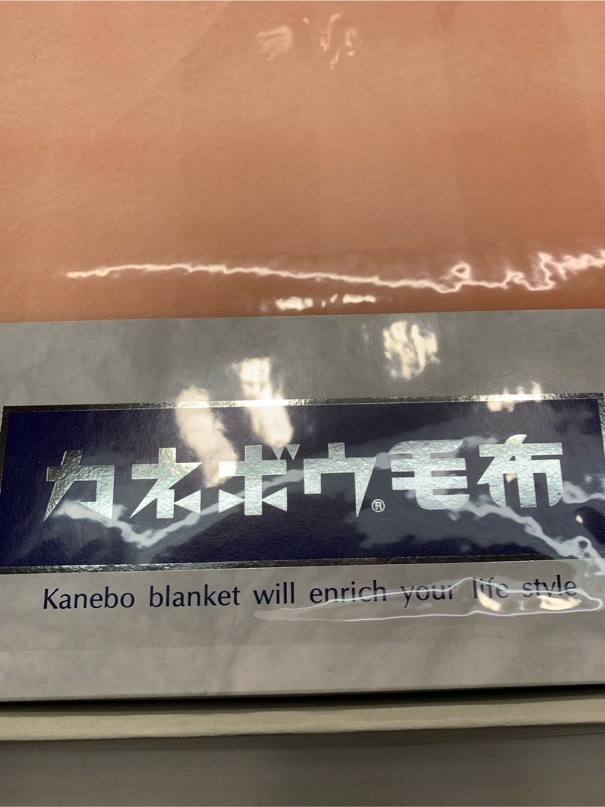 カネボウ®毛布
Kanebo blanket will enrich your life style